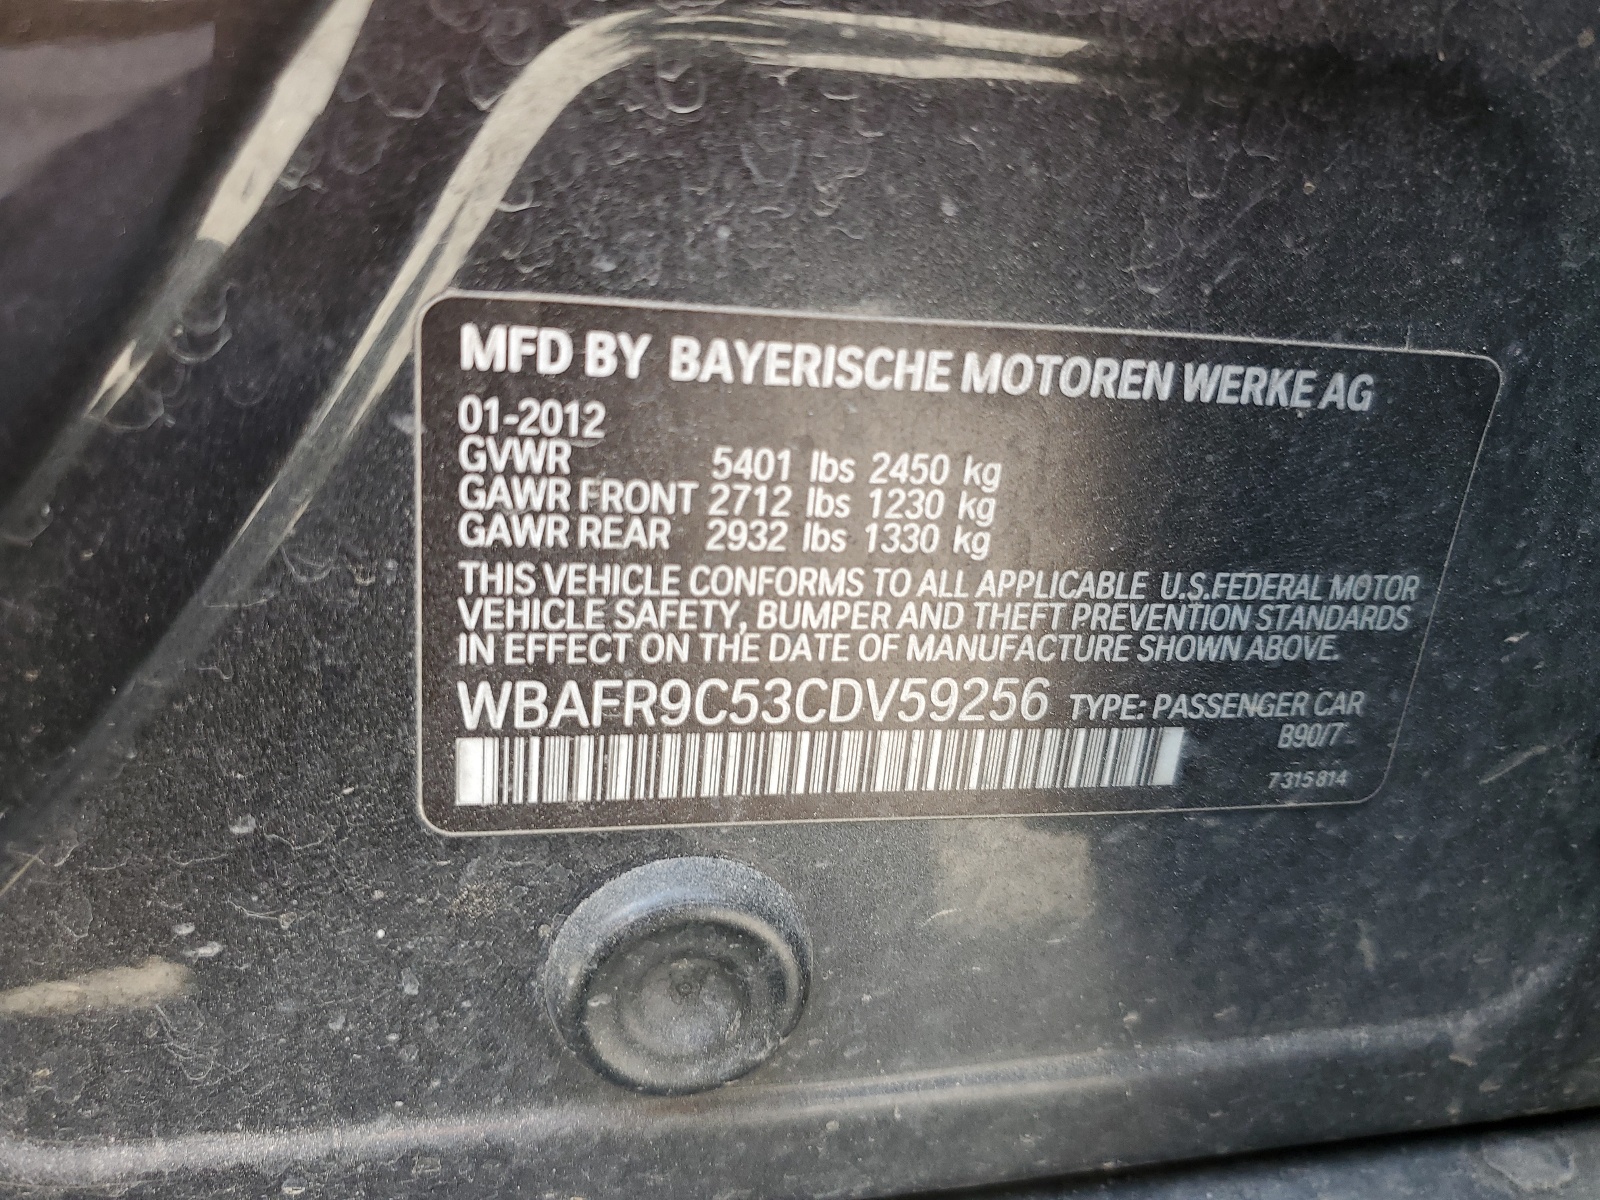 MFD BY BAYERISCHE MOTOREN WERKE AG
01-2012
GVWR 5401 lbs 2450 kg
GAWR FRONT 2712 lbs 1230 kg
GAWR REAR 2932 lbs 1330 kg
THIS VEHICLE CONFORMS TO ALL APPLICABLE U.S.FEDERAL MOTOR
VEHICLE SAFETY, BUMPER AND THEFT PREVENTION STANDARDS
IN EFFECT ON THE DATE OF MANUFACTURE SHOWN ABOVE.
WBAFR9C53CDV59256 TYPE: PASSENGER CAR
B90/7
7 315 814